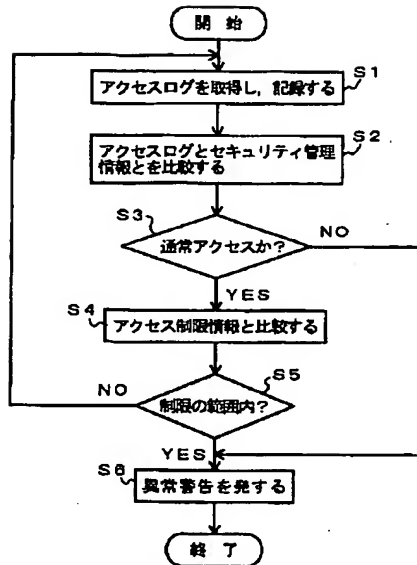 開 始
S1
アクセスログを取得し，記録する
S2
アクセスログとセキュリティ管理
情報とを比較する
S3
通常アクセスか？
NO
YES
S4
アクセス制限情報と比較する
S5
NO
制限の範囲内？
YES
S6
異常警告を発する
終 了